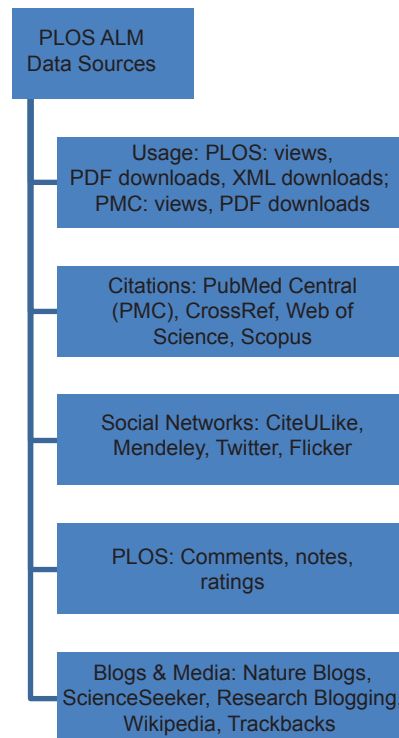 PLOS ALM
Data Sources
Usage: PLOS: views,
PDF downloads, XML downloads;
PMC: views, PDF downloads
Citations: PubMed Central
(PMC), CrossRef, Web of
Science, Scopus
Social Networks: CiteULike,
Mendeley, Twitter, Flicker
PLOS: Comments, notes,
ratings
Blogs & Media: Nature Blogs,
ScienceSeeker, Research Blogging,
Wikipedia, Trackbacks